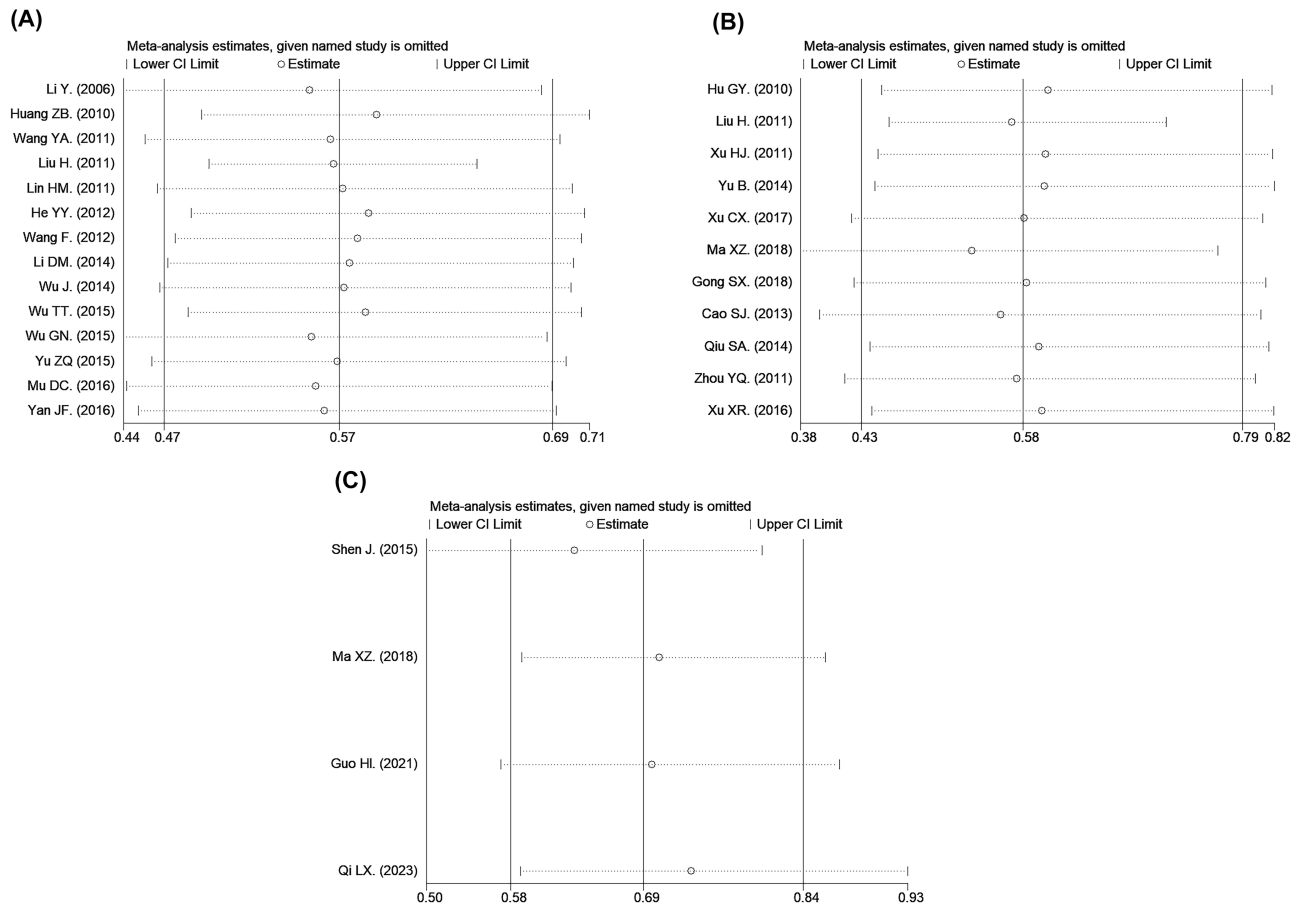 (A)
Meta-analysis estimates, given named study is omitted
Lower CI Limit Estimate Upper CI Limit
Li Y. (2006)
Huang ZB. (2010)
Wang YA. (2011)
Liu H. (2011)
Lin HM. (2011)
He YY. (2012)
Wang F. (2012)
Li DM. (2014)
Wu J. (2014)
Wu TT. (2015)
Wu GN. (2015)
Yu ZQ (2015)
Mu DC. (2016)
Yan JF. (2016)
0.44 0.47 0.57 0.69 0.71
(B)
Meta-analysis estimates, given named study is omitted
Lower CI Limit Estimate Upper CI Limit
Hu GY. (2010)
Liu H. (2011)
Xu HJ. (2011)
Yu B. (2014)
Xu CX. (2017)
Ma XZ. (2018)
Gong SX. (2018)
Cao SJ. (2013)
Qiu SA. (2014)
Zhou YQ. (2011)
Xu XR. (2016)
0.38 0.43 0.58 0.79 0.82
(C)
Meta-analysis estimates, given named study is omitted
Lower CI Limit Estimate Upper CI Limit
Shen J. (2015)
Ma XZ. (2018)
Guo Hl. (2021)
Qi LX. (2023)
0.50 0.58 0.69 0.84 0.93